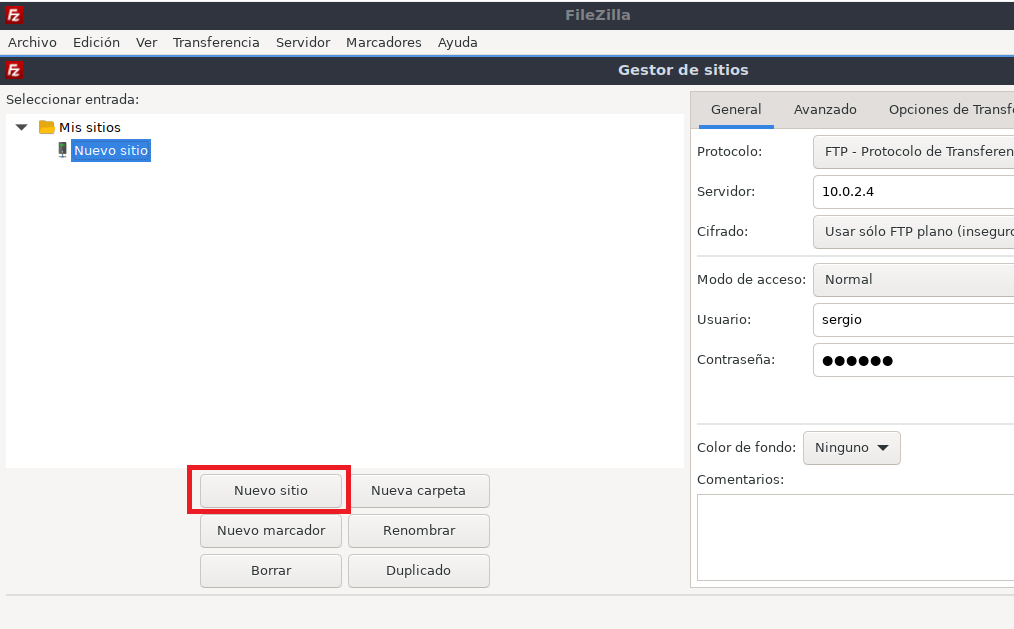 FileZilla
Archivo Edición Ver Transferencia Servidor Marcadores Ayuda
Gestor de sitios
Seleccionar entrada:
Mis sitios
Nuevo sitio
Nuevo sitio Nueva carpeta
Nuevo marcador Renombrar
Borrar Duplicado
General Avanzado Opciones de Transfe
Protocolo: FTP - Protocolo de Transferen
Servidor: 10.0.2.4
Cifrado: Usar sólo FTP plano (inseguro
Modo de acceso: Normal
Usuario: sergio
Contraseña: ●●●●●●
Color de fondo: Ninguno
Comentarios: